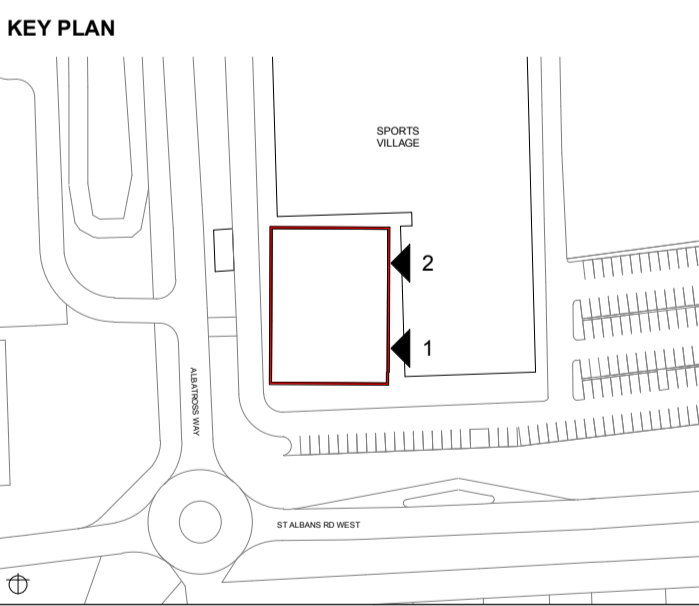 KEY PLAN
SPORTS
VILLAGE
2
1
ALBATROSS WAY
ST ALBANS RD WEST